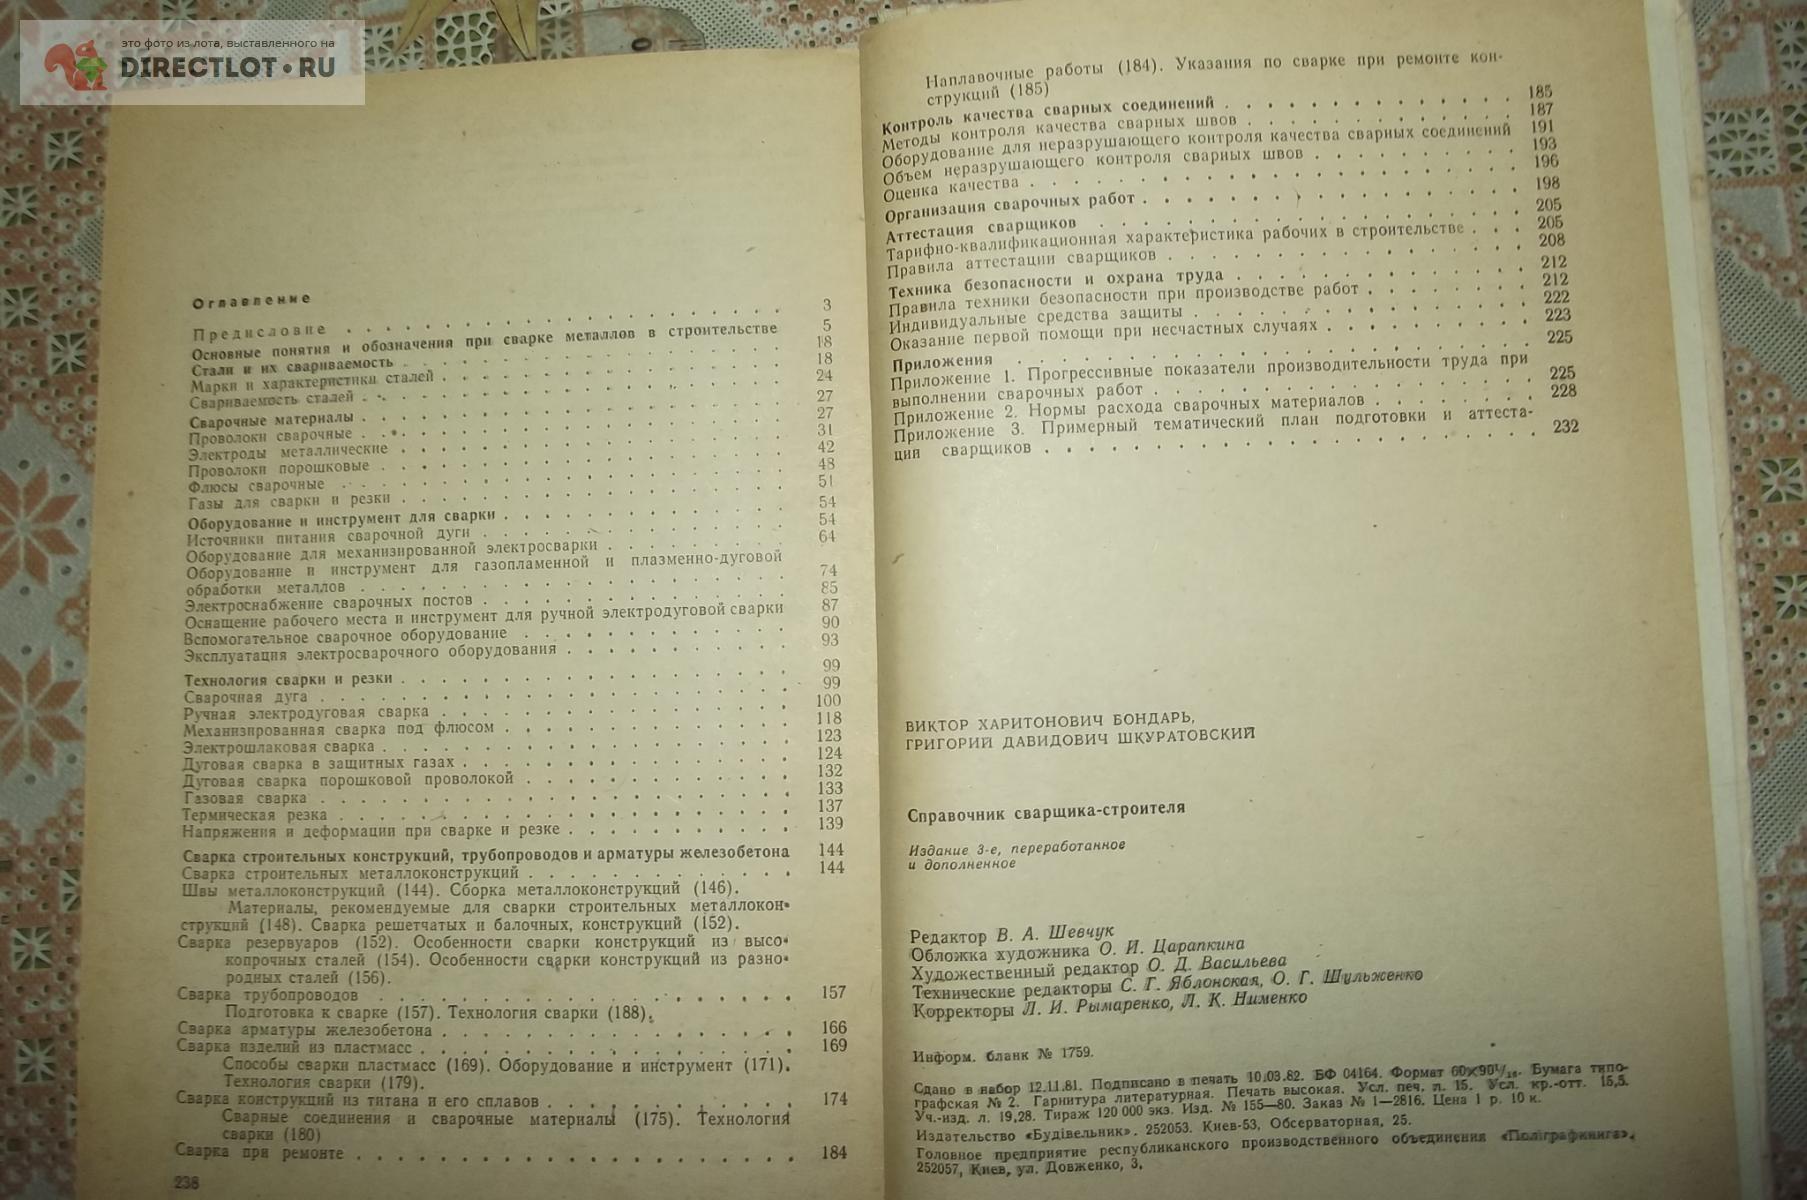 это фото из лота, выставленного на
DIRECTLOT.RU
Оглавление
Предисловие . . . 3
Основные понятия и обозначения при сварке металлов в строительстве 5
Стали и их свариваемость . . . 18
Марки и характеристики сталей . . . 18
Свариваемость сталей . . . 24
Сварочные материалы . . . 27
Проволоки сварочные . . . 27
Электроды металлические . . . 31
Проволоки порошковые . . . 42
Флюсы сварочные . . . 48
Газы для сварки и резки . . . 51
Оборудование и инструмент для сварки . . . 54
Источники питания сварочной дуги . . . 54
Оборудование для механизированной электросварки . . . 64
Оборудование и инструмент для газопламенной и плазменно-дуговой
обработки металлов . . . 74
Электроснабжение сварочных постов . . . 85
Оснащение рабочего места и инструмент для ручной электродуговой сварки 87
Вспомогательное сварочное оборудование . . . 90
Эксплуатация электросварочного оборудования . . . 93
Технология сварки и резки . . . 99
Сварочная дуга . . . 99
Ручная электродуговая сварка . . . 100
Механизированная сварка под флюсом . . . 118
Электрошлаковая сварка . . . 123
Дуговая сварка в защитных газах . . . 124
Дуговая сварка порошковой проволокой . . . 132
Газовая сварка . . . 133
Термическая резка . . . 137
Напряжения и деформации при сварке и резке . . . 139
Сварка строительных конструкций, трубопроводов и арматуры железобетона 144
Сварка строительных металлоконструкций . . . 144
Швы металлоконструкций (144). Сборка металлоконструкций (146).
Материалы, рекомендуемые для сварки строительных металлокон-
струкций (148). Сварка решетчатых и балочных, конструкций (152).
Сварка резервуаров (152). Особенности сварки конструкций из высо-
копрочных сталей (154). Особенности сварки конструкций из разно-
родных сталей (156).
Сварка трубопроводов . . . 157
Подготовка к сварке (157). Технология сварки (188).
Сварка арматуры железобетона . . . 166
Сварка изделий из пластмасс . . . 169
Способы сварки пластмасс (169). Оборудование и инструмент (171).
Технология сварки (179).
Сварка конструкций из титана и его сплавов . . . 174
Сварные соединения и сварочные материалы (175). Технология
сварки (180)
Сварка при ремонте . . . 184
238
Наплавочные работы (184). Указания по сварке при ремонте кон-
струкций (185)
Контроль качества сварных соединений . . . 185
Методы контроля качества сварных швов . . . 187
Оборудование для неразрушающего контроля качества сварных соединений 191
Объем неразрушающего контроля сварных швов . . . 193
Оценка качества . . . 196
Организация сварочных работ . . . 198
Аттестация сварщиков . . . 205
Тарифно-квалификационная характеристика рабочих в строительстве . . . 205
Правила аттестации сварщиков . . . 208
Техника безопасности и охрана труда . . . 212
Правила техники безопасности при производстве работ . . . 212
Индивидуальные средства защиты . . . 222
Оказание первой помощи при несчастных случаях . . . 223
Приложения . . . 225
Приложение 1. Прогрессивные показатели производительности труда при
выполнении сварочных работ . . . 225
Приложение 2. Нормы расхода сварочных материалов . . . 228
Приложение 3. Примерный тематический план подготовки и аттеста-
ции сварщиков . . . 232
ВИКТОР ХАРИТОНОВИЧ БОНДАРЬ,
ГРИГОРИЙ ДАВИДОВИЧ ШКУРАТОВСКИЙ
Справочник сварщика-строителя
Издание 3-е, переработанное
и дополненное
Редактор В. А. Шевчук
Обложка художника О. И. Царапкина
Художественный редактор О. Д. Васильева
Технические редакторы С. Г. Яблонская, О. Г. Шульженко
Корректоры Л. И. Рымаренко, Л. К. Нименко
Информ. бланк № 1759.
Сдано в набор 12.11.81. Подписано в печать 10.03.82. БФ 04164. Формат 60×90¹/₁₆. Бумага типо-
графская № 2. Гарнитура литературная. Печать высокая. Усл. печ. л. 15. Усл. кр.-отт. 15,5.
Уч.-изд. л. 19,28. Тираж 120 000 экз. Изд. № 155—80. Заказ № 1—2816. Цена 1 р. 10 к.
Издательство «Будівельник». 252053. Киев-53, Обсерваторная, 25.
Головное предприятие республиканского производственного объединения «Поліграфкнига»,
252057, Киев, ул. Довженко, 3.